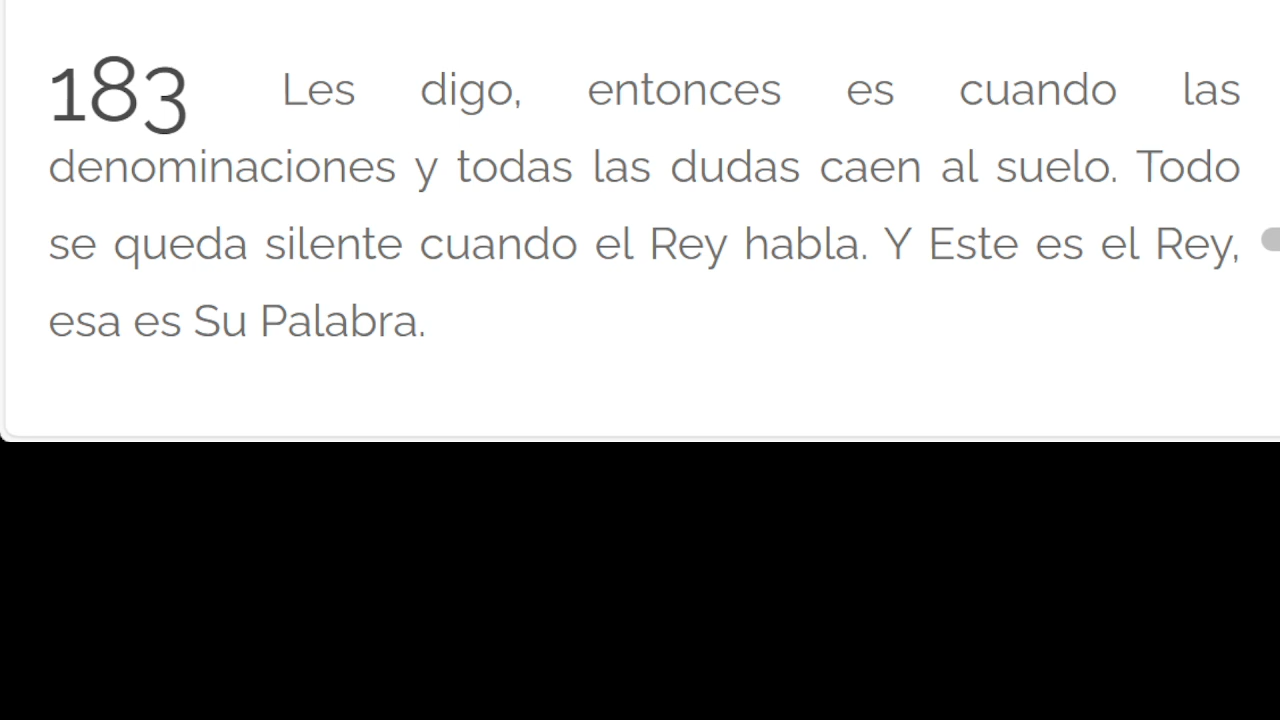 183 Les digo, entonces es cuando las
denominaciones y todas las dudas caen al suelo. Todo
se queda silente cuando el Rey habla. Y Este es el Rey,
esa es Su Palabra.